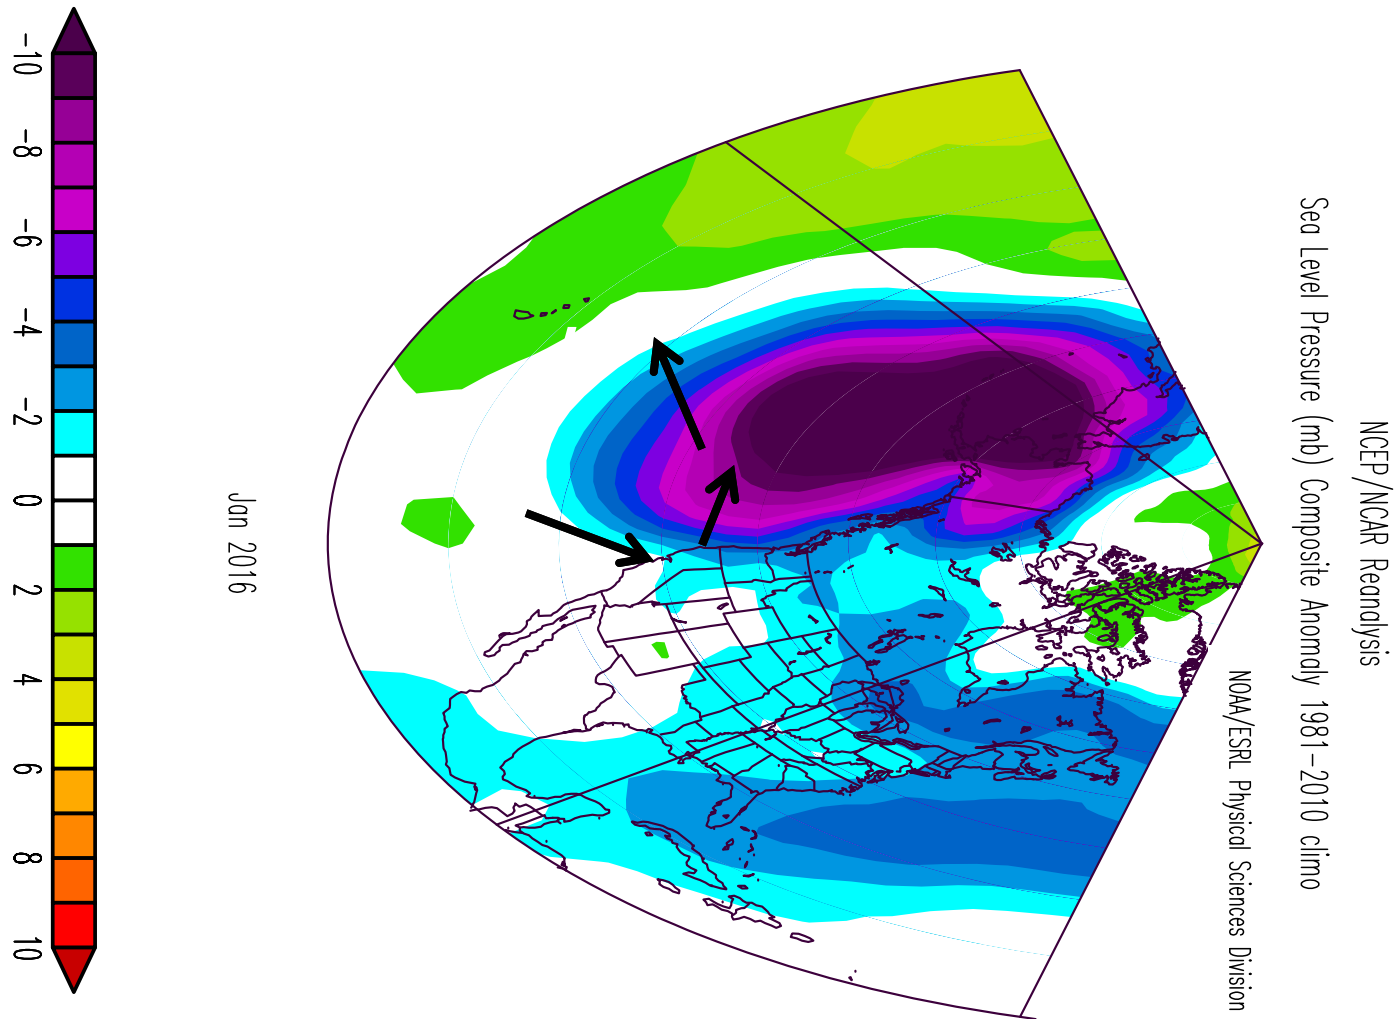 NCEP/NCAR Reanalysis
Sea Level Pressure (mb) Composite Anomaly 1981-2010 climo
NOAA/ESRL Physical Sciences Division
Jan 2016
-10 -8 -6 -4 -2 0 2 4 6 8 10